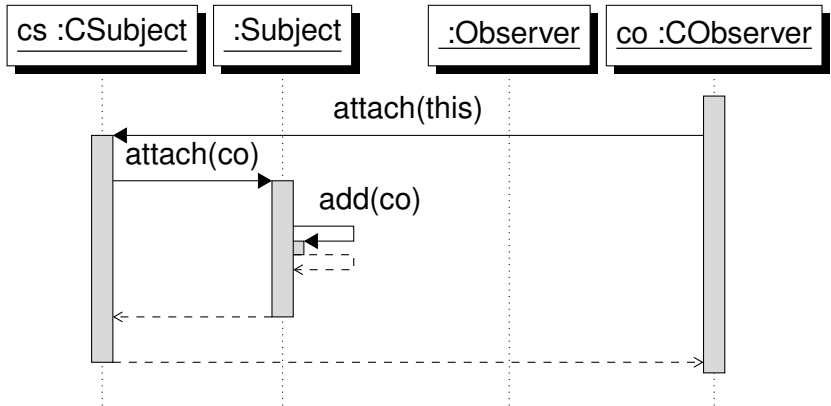 cs :CSubject
:Subject
:Observer
co :CObserver
attach(this)
attach(co)
add(co)